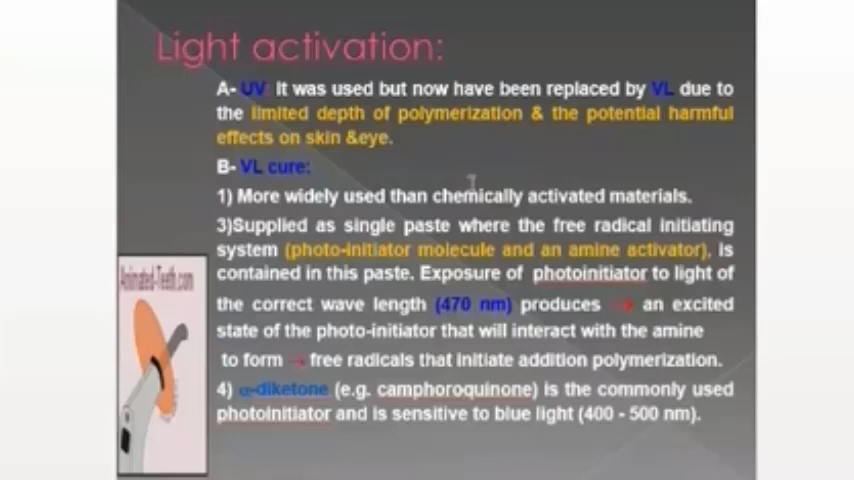 Light activation:
A- UV: It was used but now have been replaced by VL due to
the limited depth of polymerization & the potential harmful
effects on skin &eye.
B- VL cure:
1) More widely used than chemically activated materials.
3)Supplied as single paste where the free radical initiating
system (photo-initiator molecule and an amine activator), is
contained in this paste. Exposure of photoinitiator to light of
the correct wave length (470 nm) produces → an excited
state of the photo-initiator that will interact with the amine
to form → free radicals that initiate addition polymerization.
4) α-diketone (e.g. camphoroquinone) is the commonly used
photoinitiator and is sensitive to blue light (400 - 500 nm).
Animated-Teeth.com